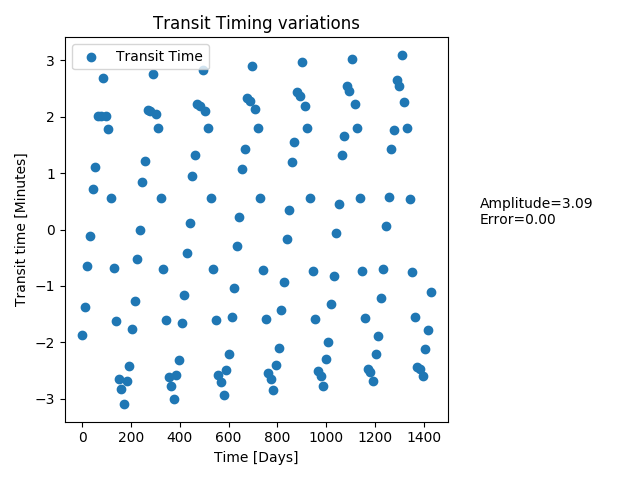 Transit Timing variations
Transit Time
3
2
1
0
−1
−2
−3
Transit time [Minutes]
0 200 400 600 800 1000 1200 1400
Time [Days]
Amplitude=3.09
Error=0.00